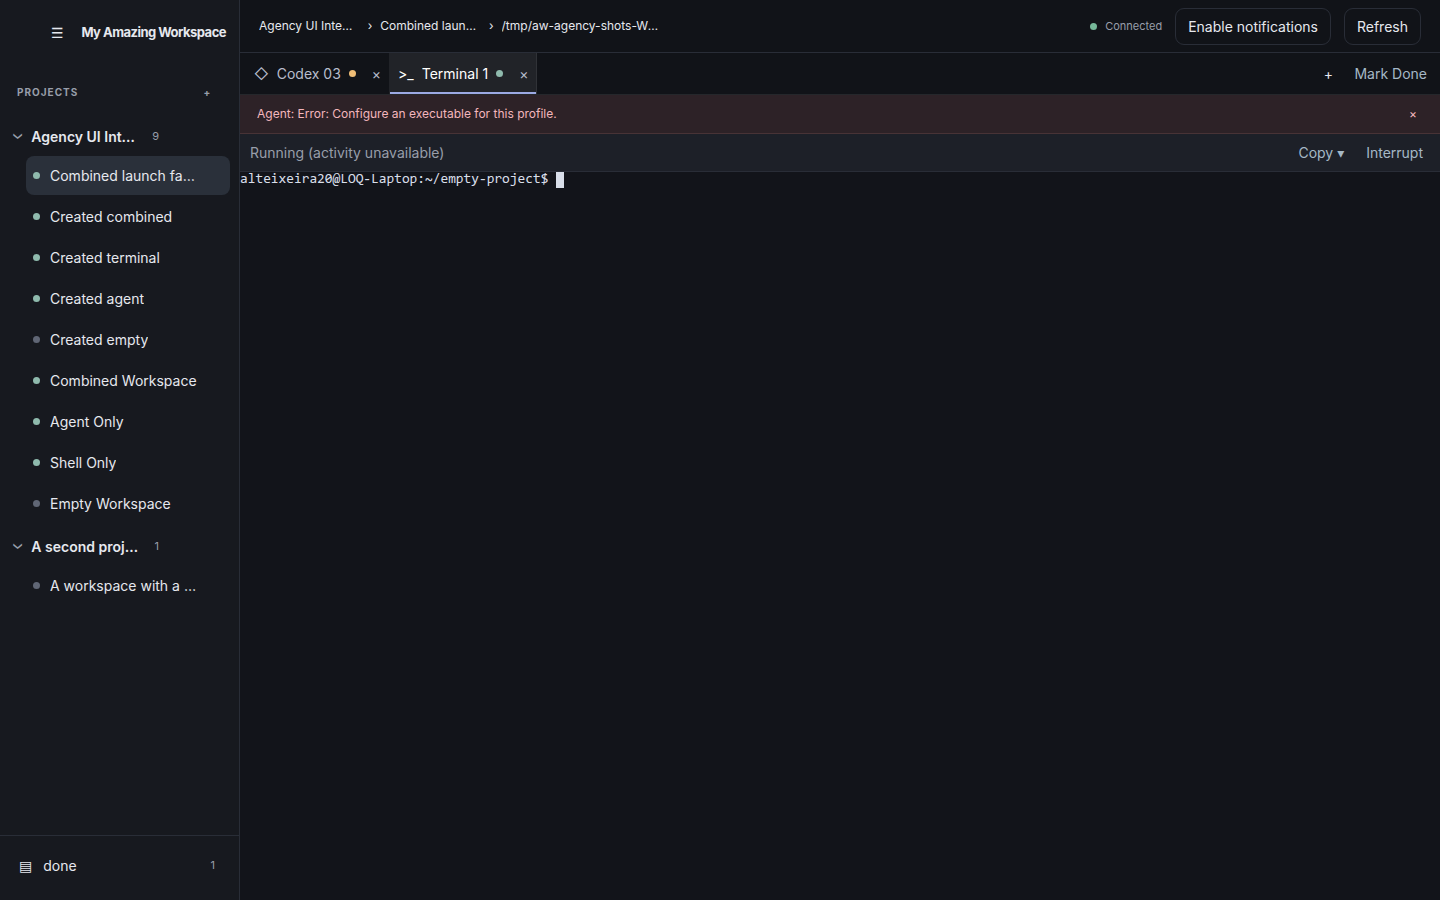 My Amazing Workspace
PROJECTS +
Agency UI Int... 9
Combined launch fa...
Created combined
Created terminal
Created agent
Created empty
Combined Workspace
Agent Only
Shell Only
Empty Workspace
A second proj... 1
A workspace with a ...
done 1
Agency UI Inte... › Combined laun... › /tmp/aw-agency-shots-W...
Connected Enable notifications Refresh
Codex 03 × >_ Terminal 1 × + Mark Done
Agent: Error: Configure an executable for this profile. ×
Running (activity unavailable) Copy ▾ Interrupt
alteixeira20@LOQ-Laptop:~/empty-project$